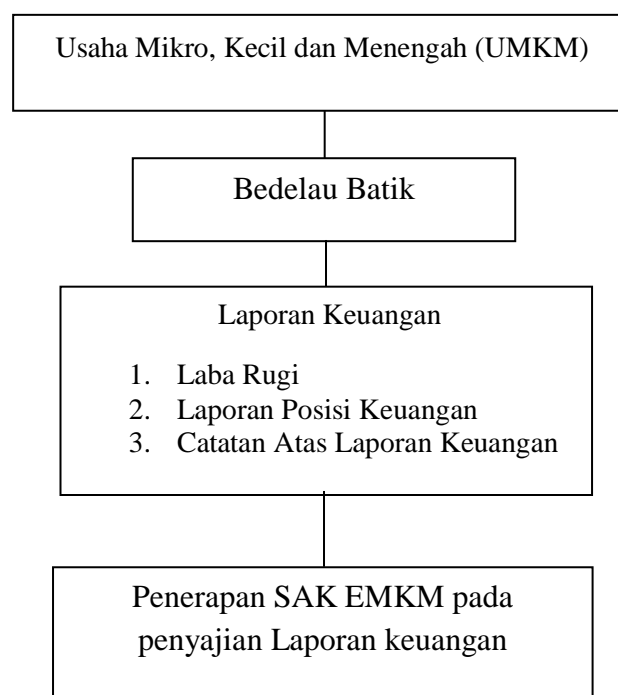 Usaha Mikro, Kecil dan Menengah (UMKM)
Bedelau Batik
Laporan Keuangan
1. Laba Rugi
2. Laporan Posisi Keuangan
3. Catatan Atas Laporan Keuangan
Penerapan SAK EMKM pada
penyajian Laporan keuangan